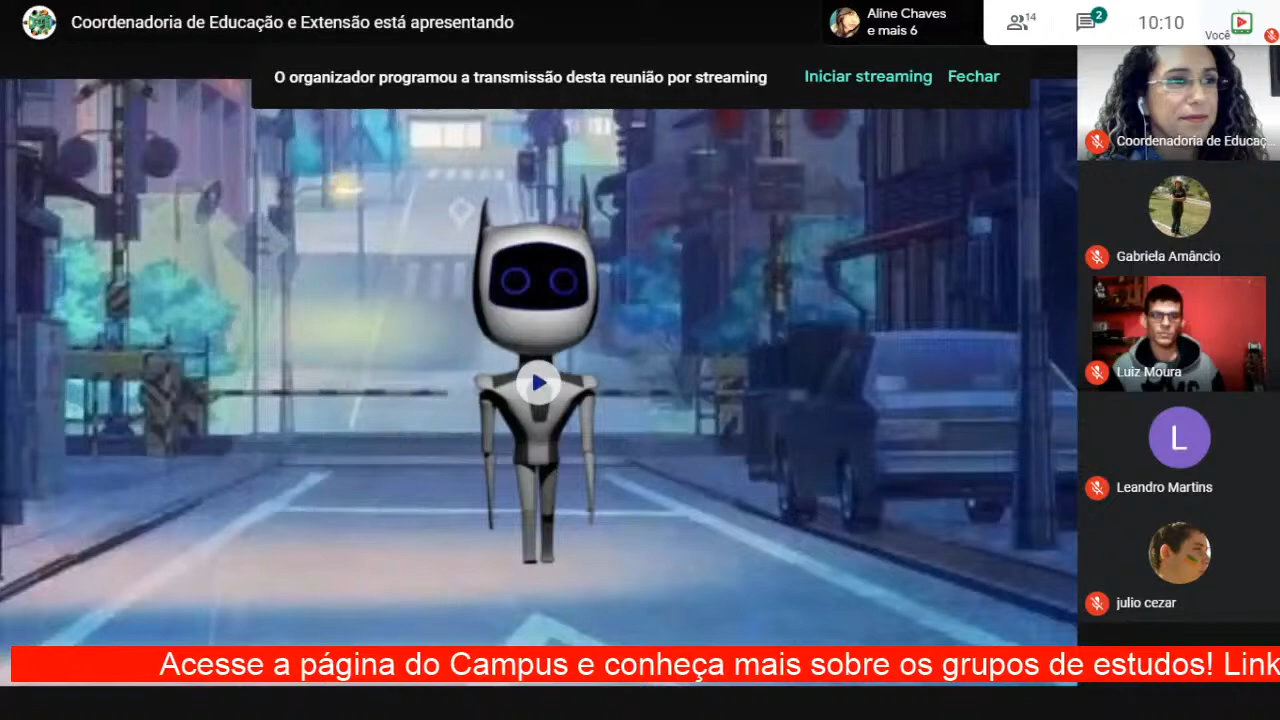 Coordenadoria de Educação e Extensão está apresentando
Aline Chaves
e mais 6
14
2
10:10
Você
O organizador programou a transmissão desta reunião por streaming
Iniciar streaming
Fechar
Coordenadoria de Educaç...
Gabriela Amâncio
Luiz Moura
L
Leandro Martins
julio cezar
Acesse a página do Campus e conheça mais sobre os grupos de estudos! Link